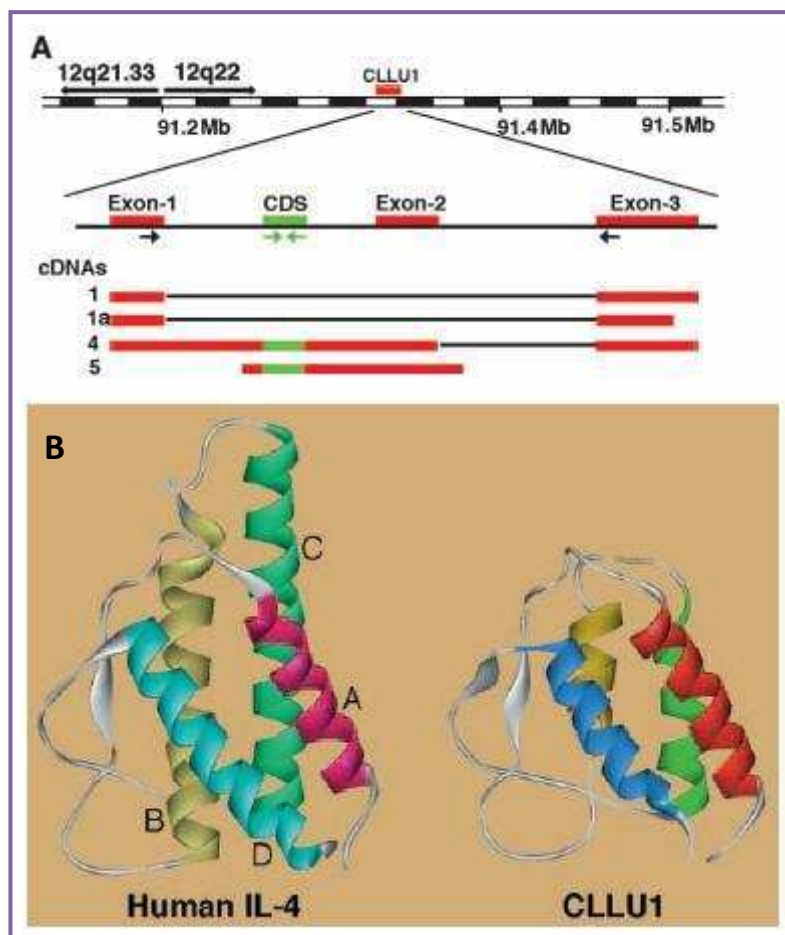 A
12q21.33 12q22
CLLU1
91.2Mb 91.4Mb 91.5Mb
Exon-1 CDS Exon-2 Exon-3
cDNAs
1
1a
4
5
B
C
A
B
D
Human IL-4 CLLU1